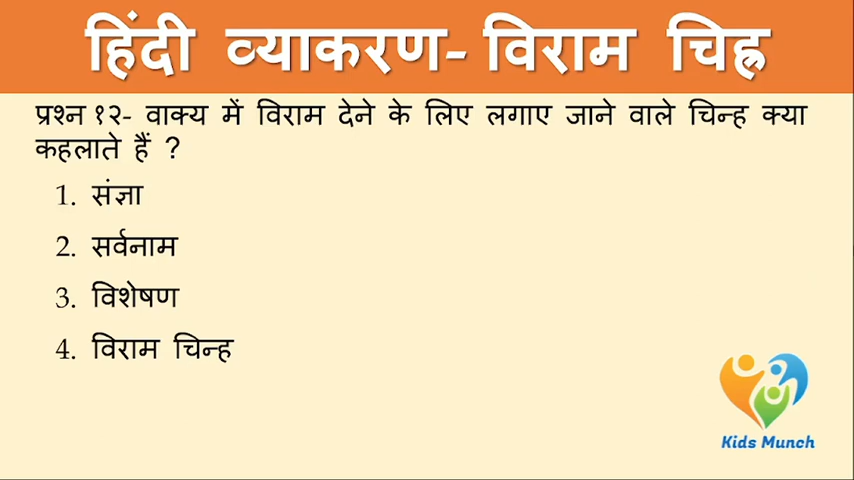 हिंदी व्याकरण- विराम चिह्न
प्रश्न १२- वाक्य में विराम देने के लिए लगाए जाने वाले चिन्ह क्या
कहलाते हैं ?
1. संज्ञा
2. सर्वनाम
3. विशेषण
4. विराम चिन्ह
Kids Munch